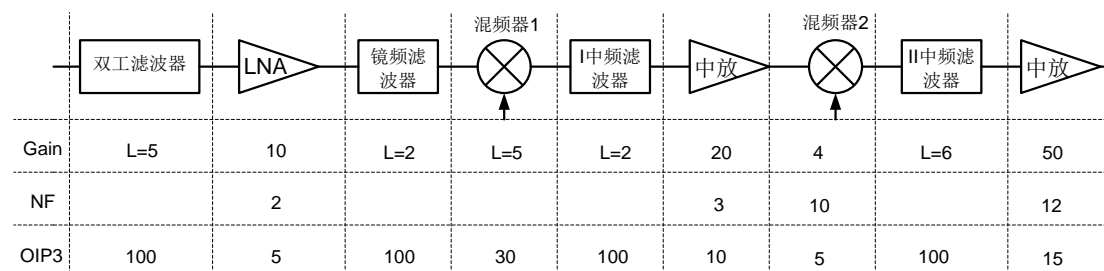 混频器1
混频器2
双工滤波器
LNA
镜频滤
波器
I中频滤
波器
中放
II中频滤
波器
中放
Gain L=5 10 L=2 L=5 L=2 20 4 L=6 50
NF 2 3 10 12
OIP3 100 5 100 30 100 10 5 100 15